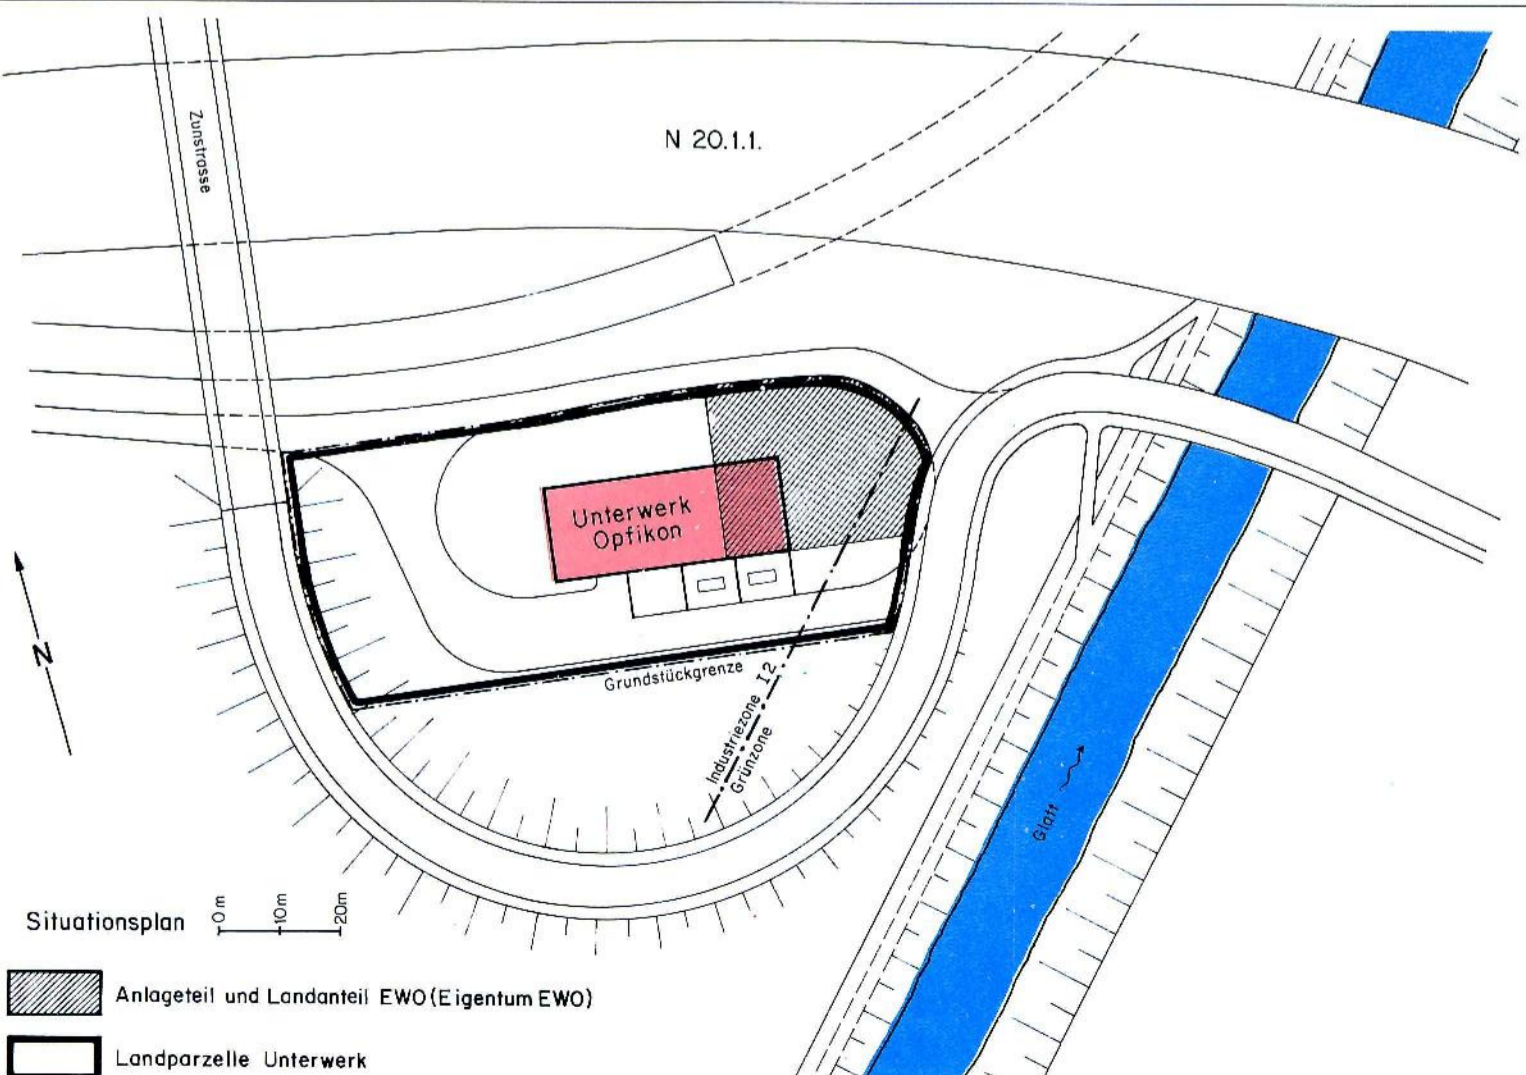 Zunstrasse
N 20.1.1.
Unterwerk
Opfikon
N
Grundstückgrenze
Industriezone I2
Grünzone
Glatt
Situationsplan
0m
10m
20m
Anlageteil und Landanteil EWO (Eigentum EWO)
Landparzelle Unterwerk